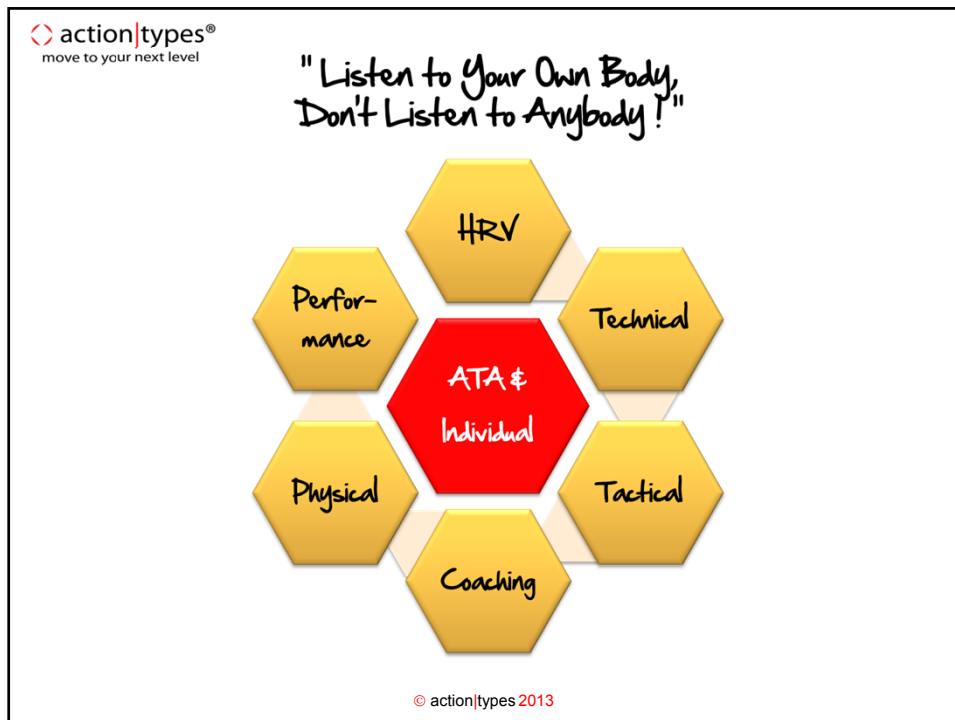 action|types®
move to your next level
" Listen to Your Own Body,
Don't Listen to Anybody ! "
HRV
Perfor-
mance
Technical
ATA &
Individual
Physical
Tactical
Coaching
© action|types 2013